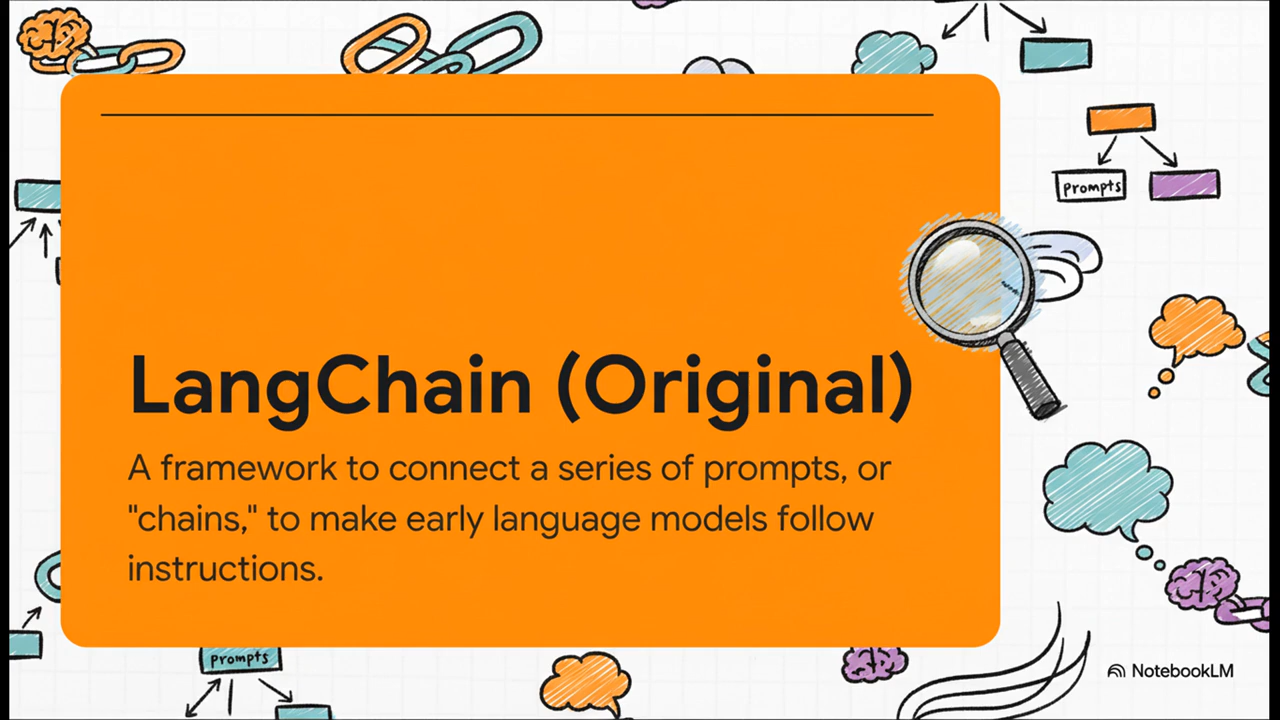 prompts
LangChain (Original)
A framework to connect a series of prompts, or
"chains," to make early language models follow
instructions.
prompts
NotebookLM